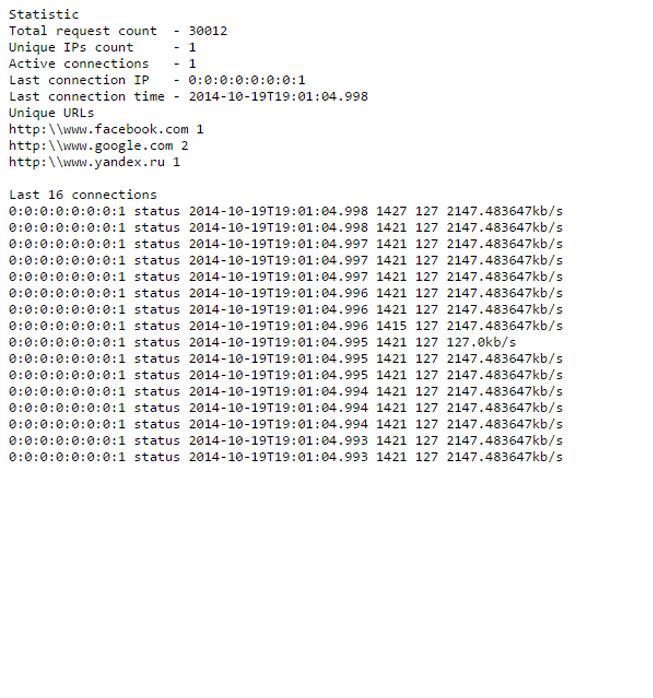 Statistic
Total request count  - 30012
Unique IPs count     - 1
Active connections   - 1
Last connection IP   - 0:0:0:0:0:0:0:1
Last connection time - 2014-10-19T19:01:04.998
Unique URLs
http:\\www.facebook.com 1
http:\\www.google.com 2
http:\\www.yandex.ru 1
Last 16 connections
0:0:0:0:0:0:0:1 status 2014-10-19T19:01:04.998 1427 127 2147.483647kb/s
0:0:0:0:0:0:0:1 status 2014-10-19T19:01:04.998 1421 127 2147.483647kb/s
0:0:0:0:0:0:0:1 status 2014-10-19T19:01:04.997 1421 127 2147.483647kb/s
0:0:0:0:0:0:0:1 status 2014-10-19T19:01:04.997 1421 127 2147.483647kb/s
0:0:0:0:0:0:0:1 status 2014-10-19T19:01:04.997 1421 127 2147.483647kb/s
0:0:0:0:0:0:0:1 status 2014-10-19T19:01:04.996 1421 127 2147.483647kb/s
0:0:0:0:0:0:0:1 status 2014-10-19T19:01:04.996 1421 127 2147.483647kb/s
0:0:0:0:0:0:0:1 status 2014-10-19T19:01:04.996 1415 127 2147.483647kb/s
0:0:0:0:0:0:0:1 status 2014-10-19T19:01:04.995 1421 127 127.0kb/s
0:0:0:0:0:0:0:1 status 2014-10-19T19:01:04.995 1421 127 2147.483647kb/s
0:0:0:0:0:0:0:1 status 2014-10-19T19:01:04.995 1421 127 2147.483647kb/s
0:0:0:0:0:0:0:1 status 2014-10-19T19:01:04.994 1421 127 2147.483647kb/s
0:0:0:0:0:0:0:1 status 2014-10-19T19:01:04.994 1421 127 2147.483647kb/s
0:0:0:0:0:0:0:1 status 2014-10-19T19:01:04.994 1421 127 2147.483647kb/s
0:0:0:0:0:0:0:1 status 2014-10-19T19:01:04.993 1421 127 2147.483647kb/s
0:0:0:0:0:0:0:1 status 2014-10-19T19:01:04.993 1421 127 2147.483647kb/s